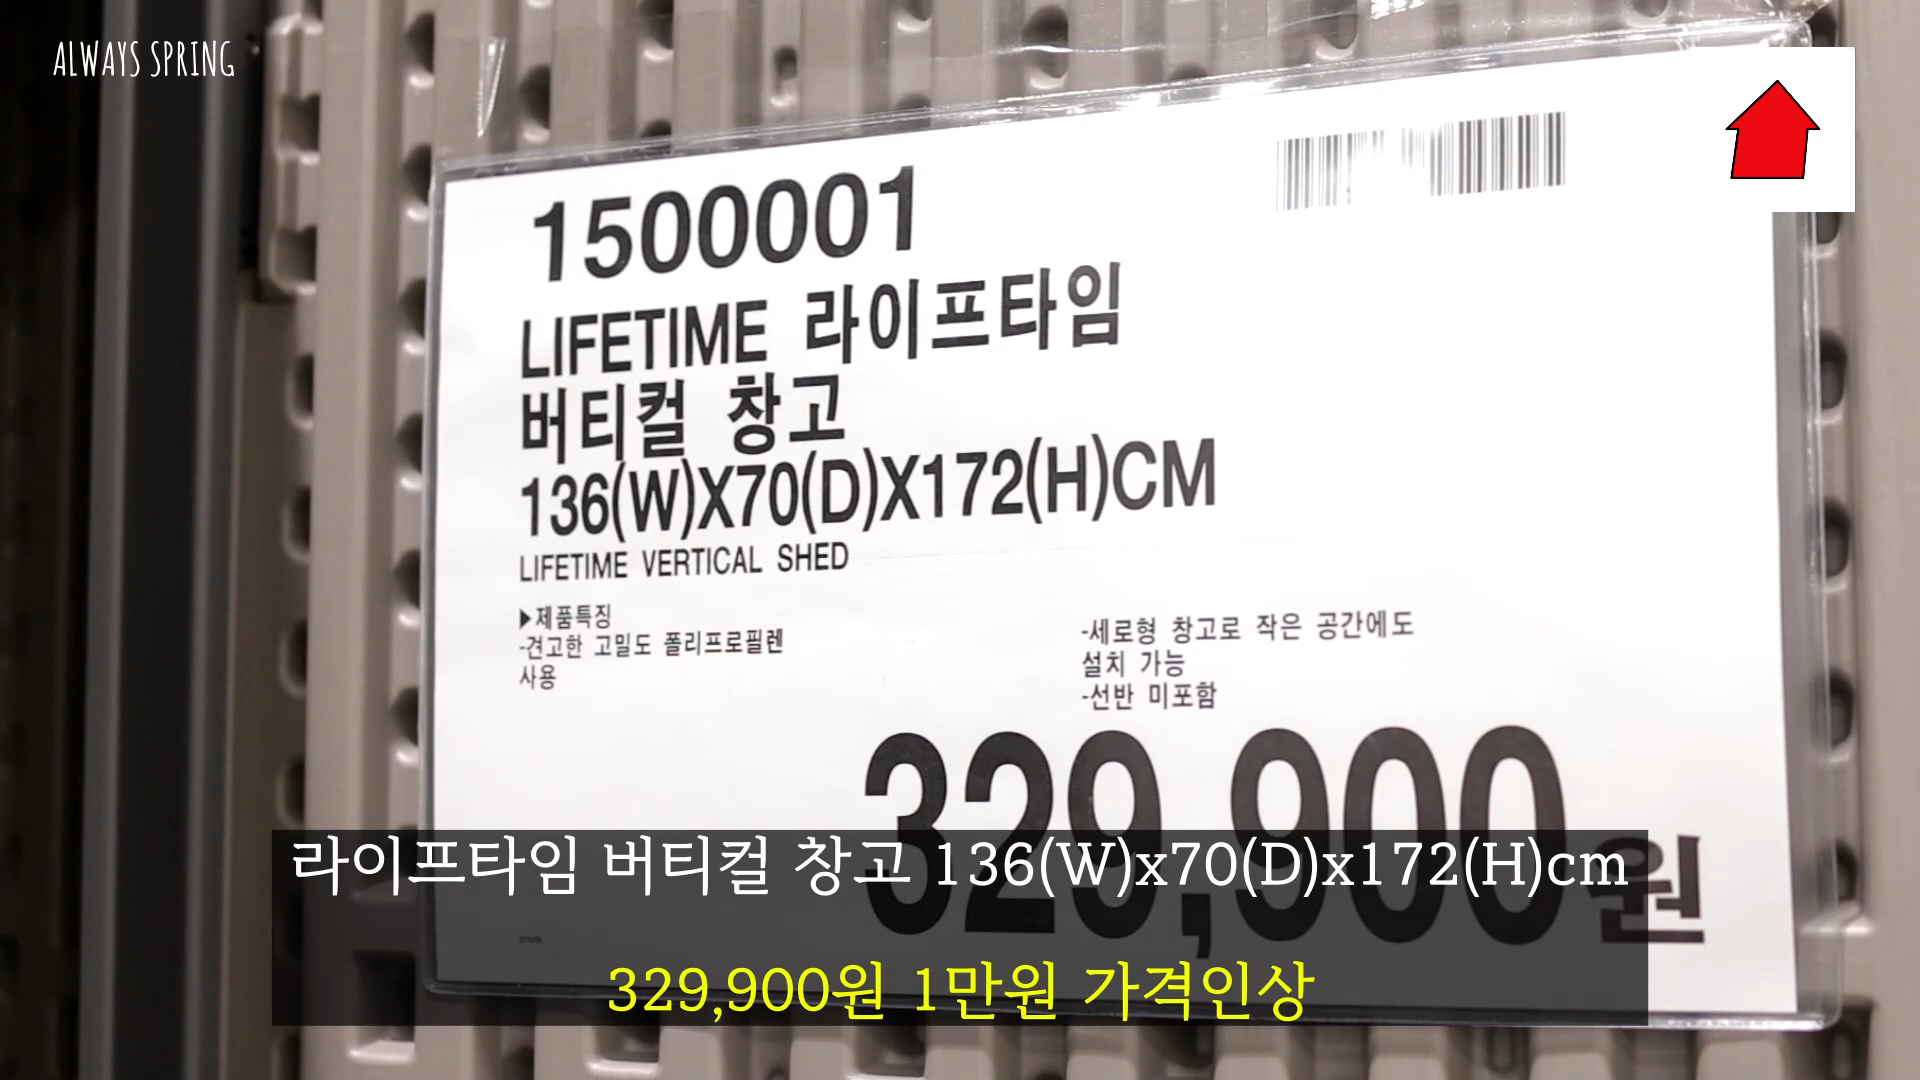 ALWAYS SPRING
1500001
LIFETIME 라이프타임
버티컬 창고
136(W)X70(D)X172(H)CM
LIFETIME VERTICAL SHED
▶제품특징
-견고한 고밀도 폴리프로필렌
사용
-세로형 창고로 작은 공간에도
설치 가능
-선반 미포함
329,900원
라이프타임 버티컬 창고 136(W)x70(D)x172(H)cm
329,900원 1만원 가격인상